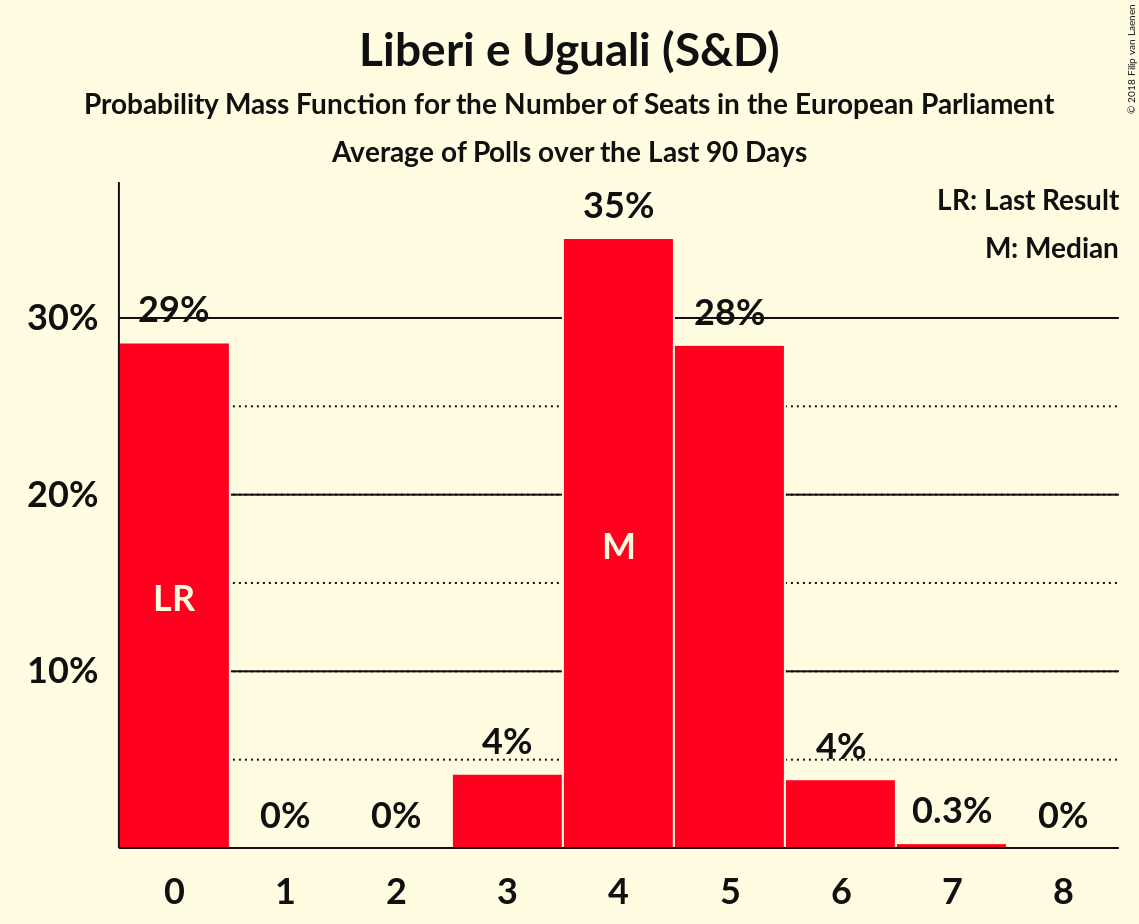 Liberi e Uguali (S&D)
Probability Mass Function for the Number of Seats in the European Parliament
Average of Polls over the Last 90 Days
© 2018 Filip van Laenen
LR: Last Result
M: Median
30%
20%
10%
29%
0%
0%
4%
35%
28%
4%
0.3%
0%
LR
M
0 1 2 3 4 5 6 7 8